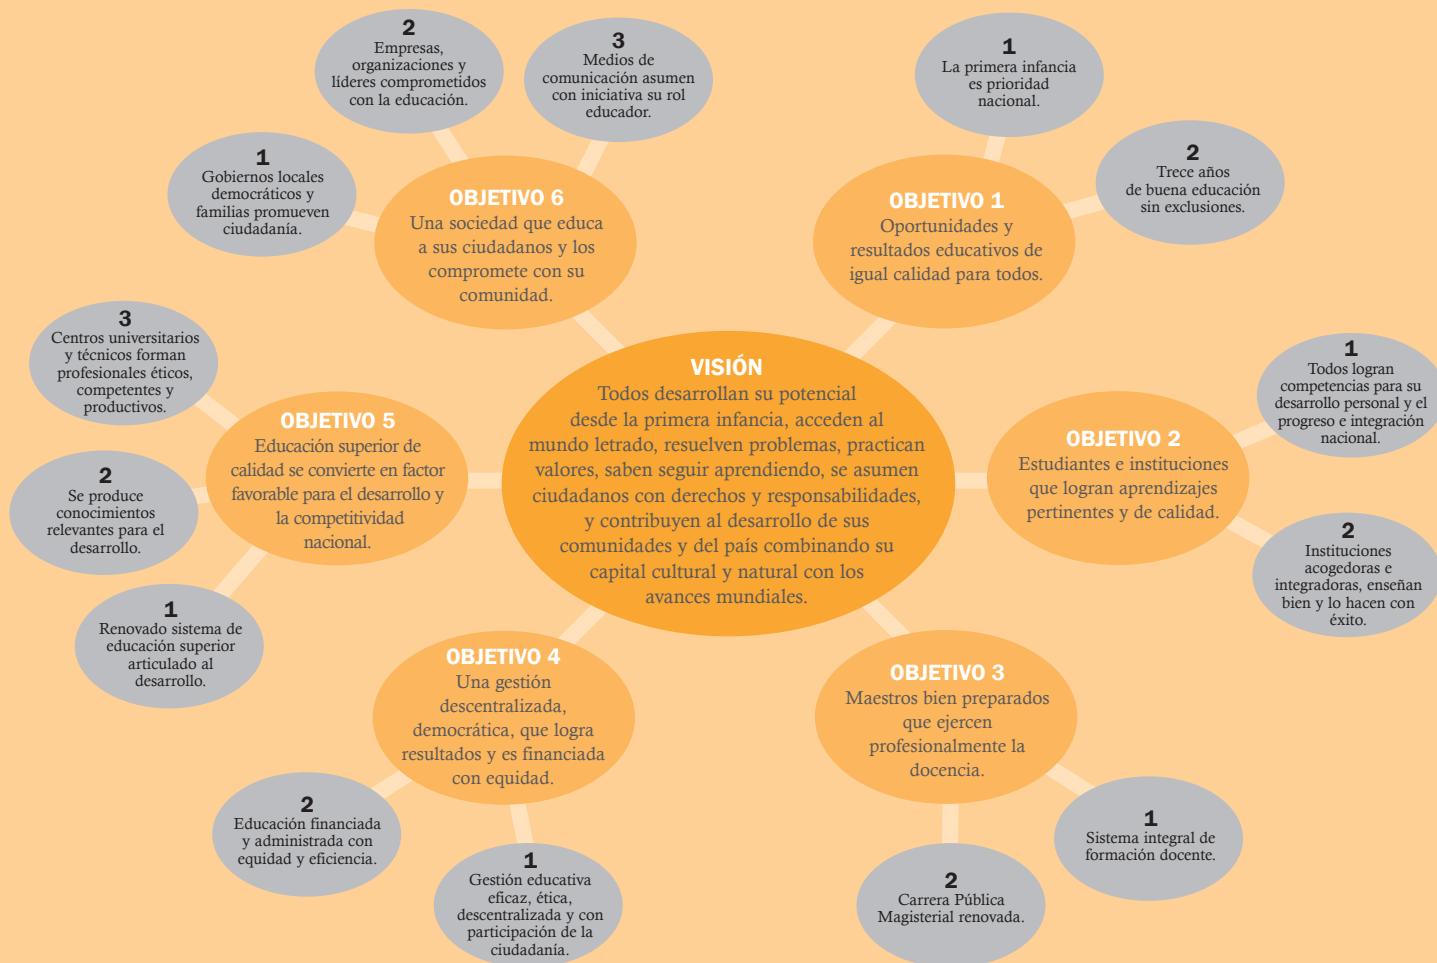 VISIÓN
Todos desarrollan su potencial
desde la primera infancia, acceden al
mundo letrado, resuelven problemas, practican
valores, saben seguir aprendiendo, se asumen
ciudadanos con derechos y responsabilidades,
y contribuyen al desarrollo de sus
comunidades y del país combinando su
capital cultural y natural con los
avances mundiales.
OBJETIVO 1
Oportunidades y
resultados educativos de
igual calidad para todos.
1
La primera infancia
es prioridad
nacional.
2
Trece años
de buena educación
sin exclusiones.
OBJETIVO 2
Estudiantes e instituciones
que logran aprendizajes
pertinentes y de calidad.
1
Todos logran
competencias para su
desarrollo personal y el
progreso e integración
nacional.
2
Instituciones
acogedoras e
integradoras, enseñan
bien y lo hacen con
éxito.
OBJETIVO 3
Maestros bien preparados
que ejercen
profesionalmente la
docencia.
1
Sistema integral de
formación docente.
2
Carrera Pública
Magisterial renovada.
OBJETIVO 4
Una gestión
descentralizada,
democrática, que logra
resultados y es financiada
con equidad.
1
Gestión educativa
eficaz, ética,
descentralizada y con
participación de la
ciudadanía.
2
Educación financiada
y administrada con
equidad y eficiencia.
OBJETIVO 5
Educación superior de
calidad se convierte en factor
favorable para el desarrollo y
la competitividad
nacional.
1
Renovado sistema de
educación superior
articulado al
desarrollo.
2
Se produce
conocimientos
relevantes para el
desarrollo.
3
Centros universitarios
y técnicos forman
profesionales éticos,
competentes y
productivos.
OBJETIVO 6
Una sociedad que educa
a sus ciudadanos y los
compromete con su
comunidad.
1
Gobiernos locales
democráticos y
familias promueven
ciudadanía.
2
Empresas,
organizaciones y
líderes comprometidos
con la educación.
3
Medios de
comunicación asumen
con iniciativa su rol
educador.